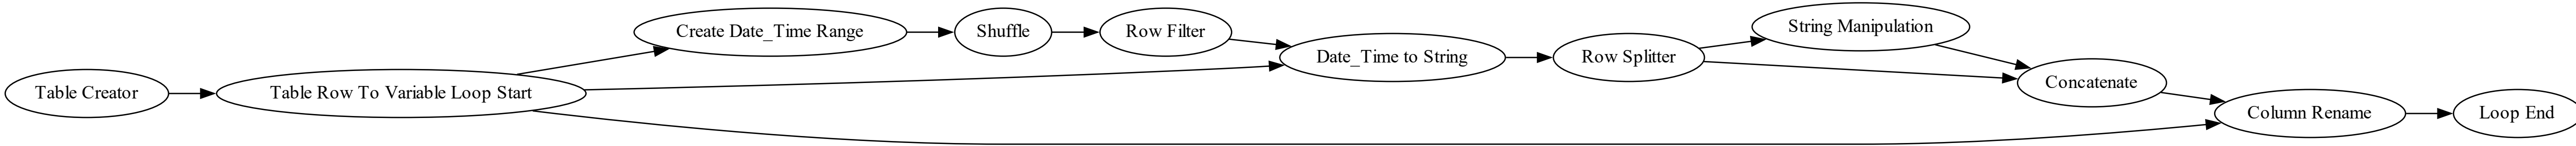 Table Creator
Table Row To Variable Loop Start
Create Date_Time Range
Shuffle
Row Filter
Date_Time to String
Row Splitter
String Manipulation
Concatenate
Column Rename
Loop End